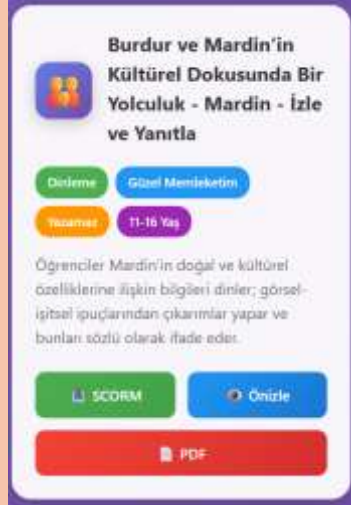 Burdur ve Mardin'in
Kültürel Dokusunda Bir
Yolculuk - Mardin - İzle
ve Yanıtla
Dinleme
Güzel Memleketim
Yazamaz
11-16 Yaş
Öğrenciler Mardin'in doğal ve kültürel
özelliklerine ilişkin bilgileri dinler; görsel-
işitsel ipuçlarından çıkarımlar yapar ve
bunları sözlü olarak ifade eder.
SCORM
Önizle
PDF